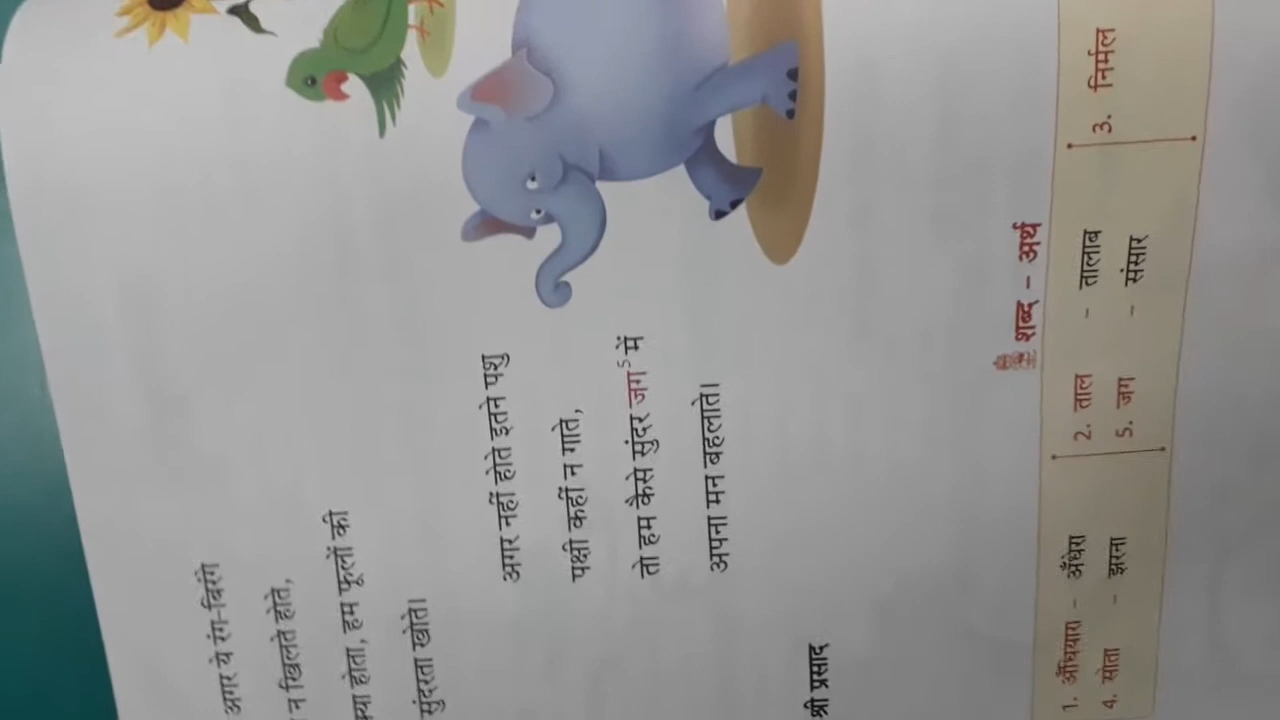 अगर ये रंग-बिरंगे
न खिलते होते,
क्या होता, हम फूलों की
सुंदरता खोते।
अगर नहीं होते इतने पशु
पक्षी कहीं न गाते,
तो हम कैसे सुंदर जग⁵ में
अपना मन बहलाते।
श्री प्रसाद
शब्द - अर्थ
1. अँधियारा - अँधेरा 2. ताल - तालाब 3. निर्मल
4. सोता - झरना 5. जग - संसार